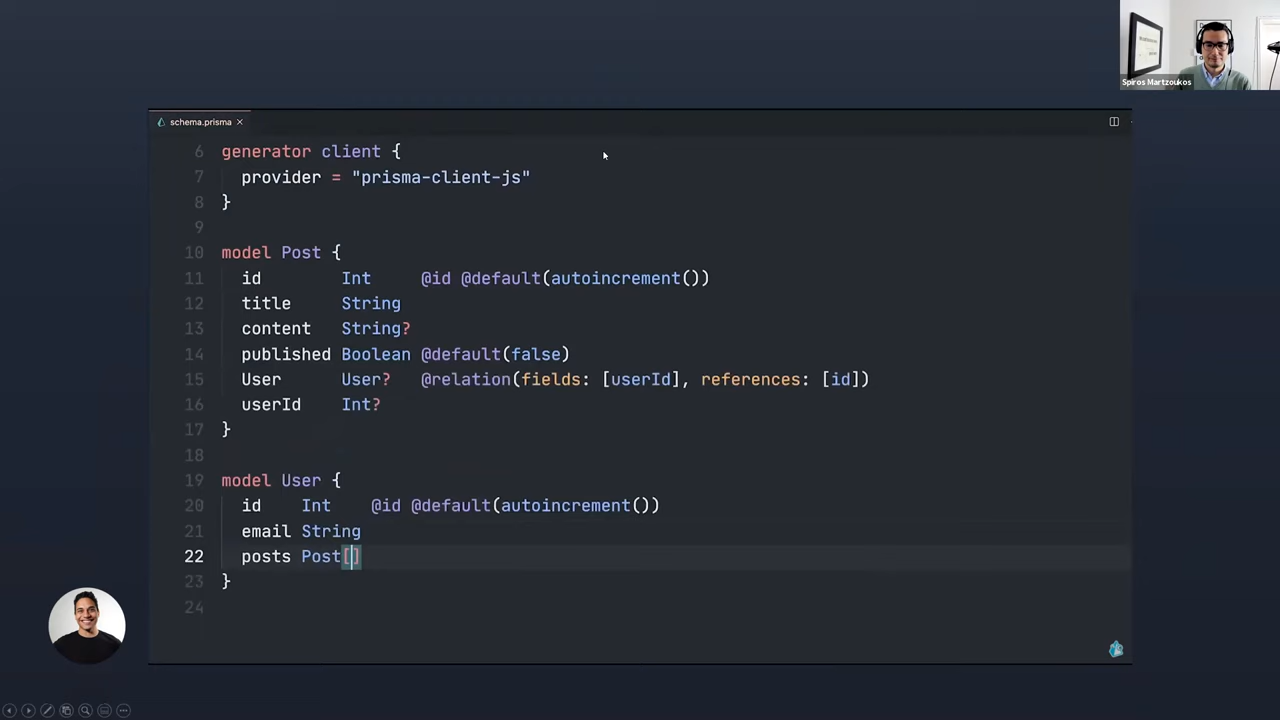 Spiros Martzoukos
schema.prisma
6 generator client {
7 provider = "prisma-client-js"
8 }
9
10 model Post {
11 id Int @id @default(autoincrement())
12 title String
13 content String?
14 published Boolean @default(false)
15 User User? @relation(fields: [userId], references: [id])
16 userId Int?
17 }
18
19 model User {
20 id Int @id @default(autoincrement())
21 email String
22 posts Post[]
23 }
24